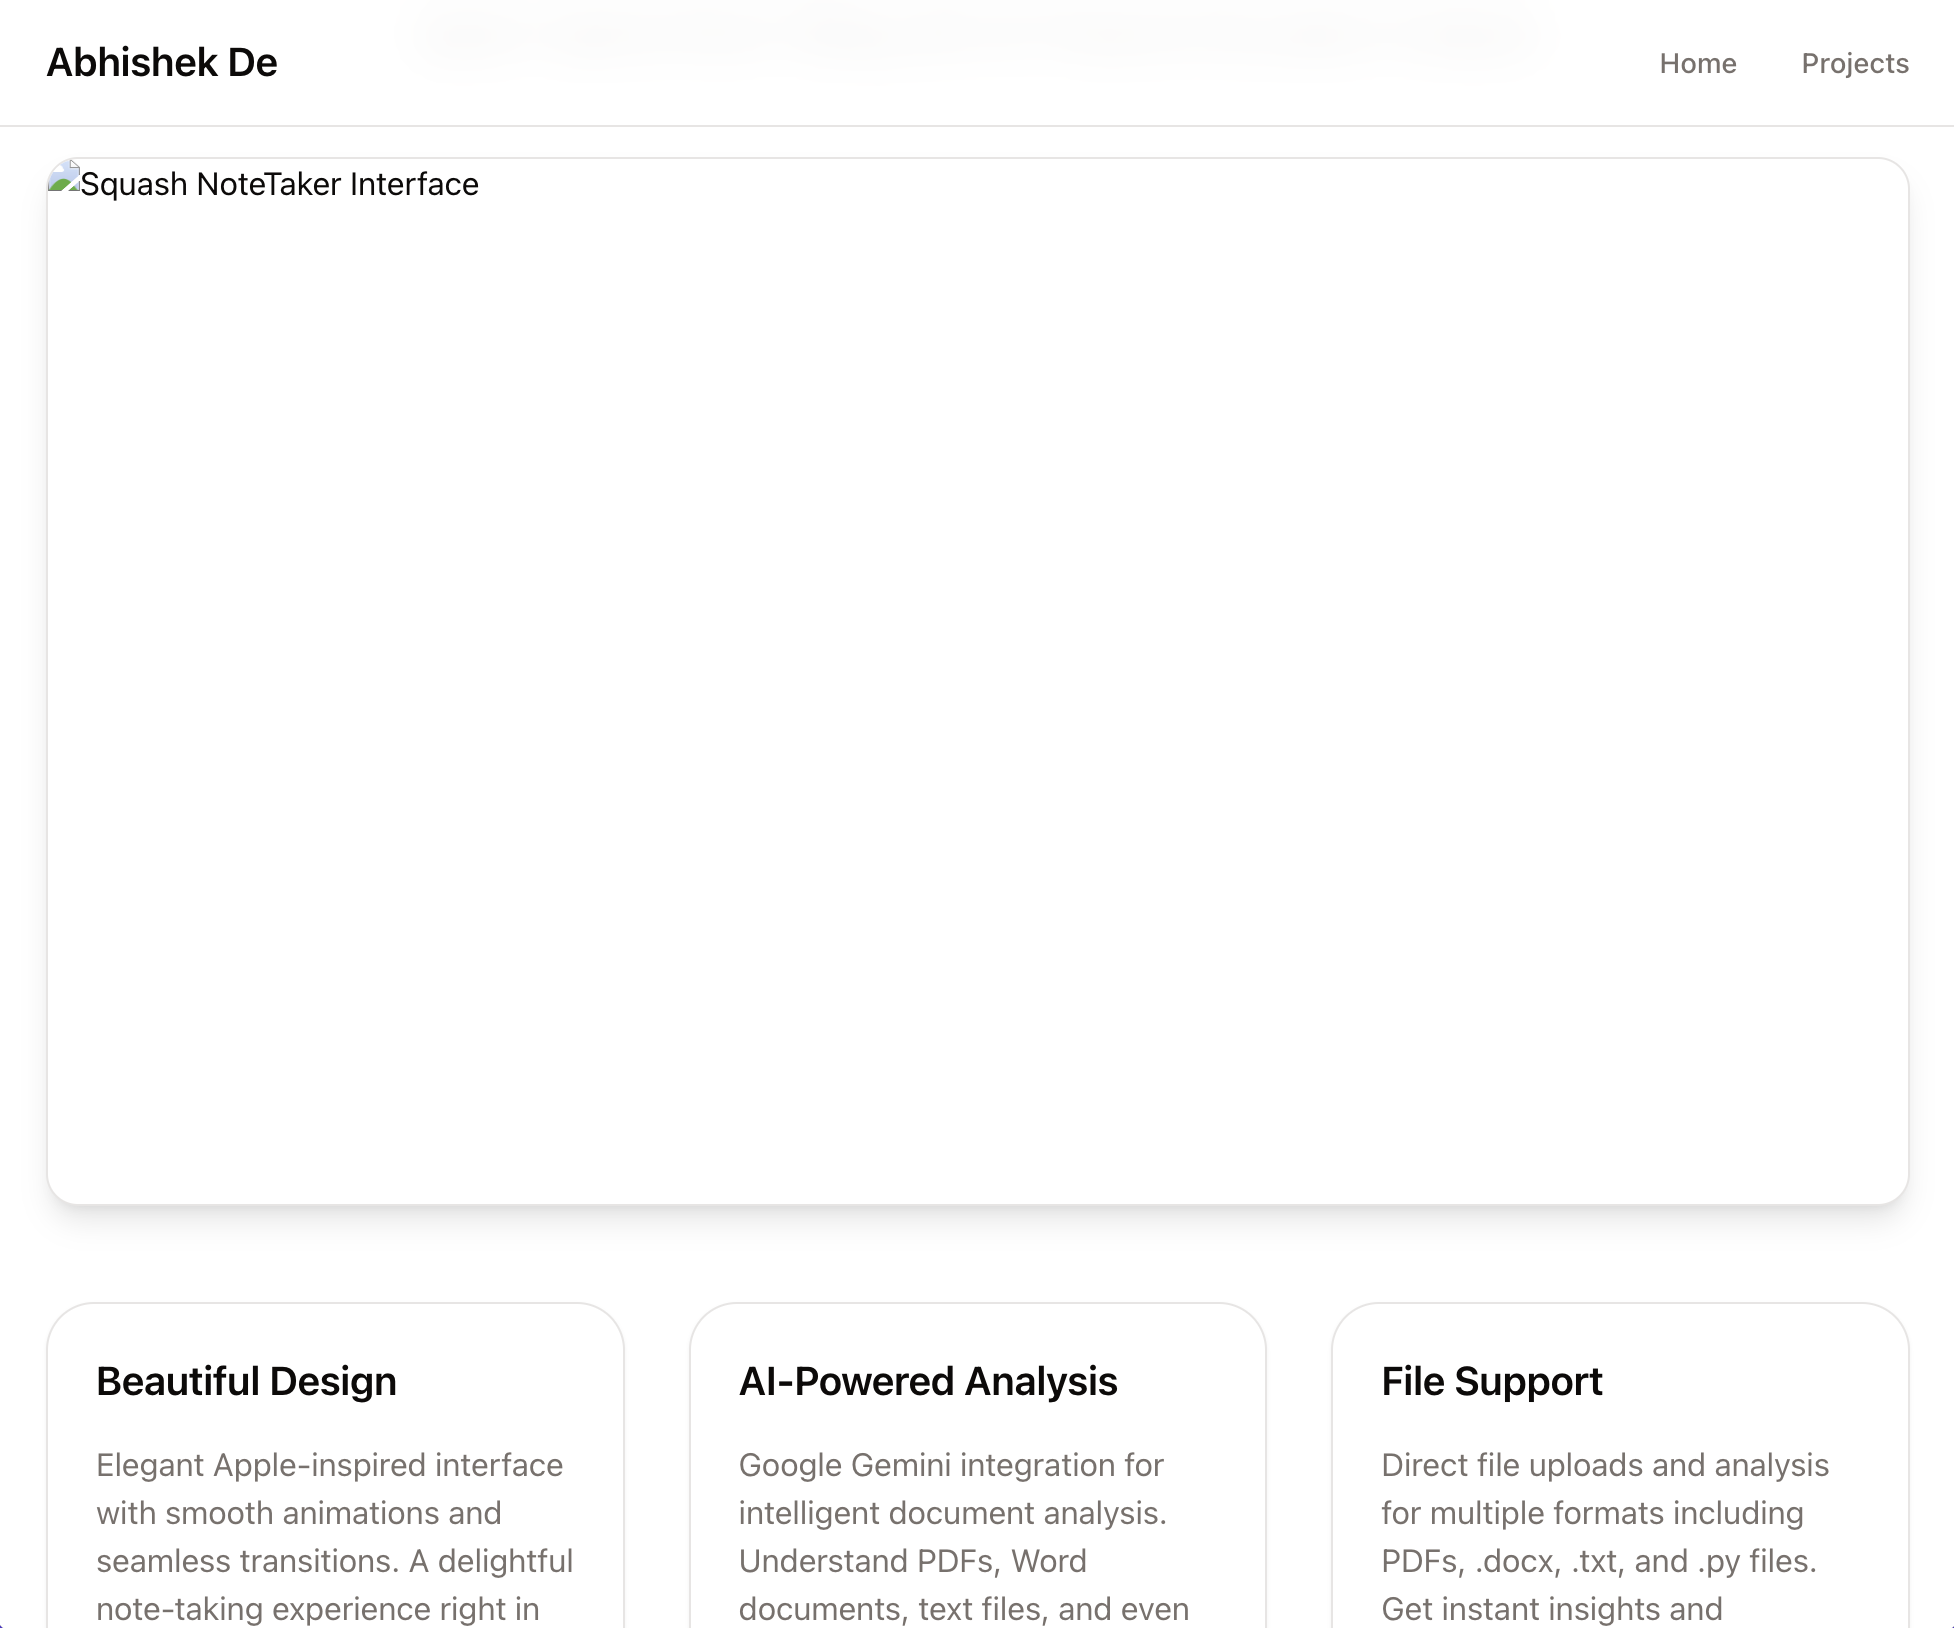 Abhishek De
Home
Projects
Squash NoteTaker Interface
Beautiful Design
Elegant Apple-inspired interface
with smooth animations and
seamless transitions. A delightful
note-taking experience right in
AI-Powered Analysis
Google Gemini integration for
intelligent document analysis.
Understand PDFs, Word
documents, text files, and even
File Support
Direct file uploads and analysis
for multiple formats including
PDFs, .docx, .txt, and .py files.
Get instant insights and